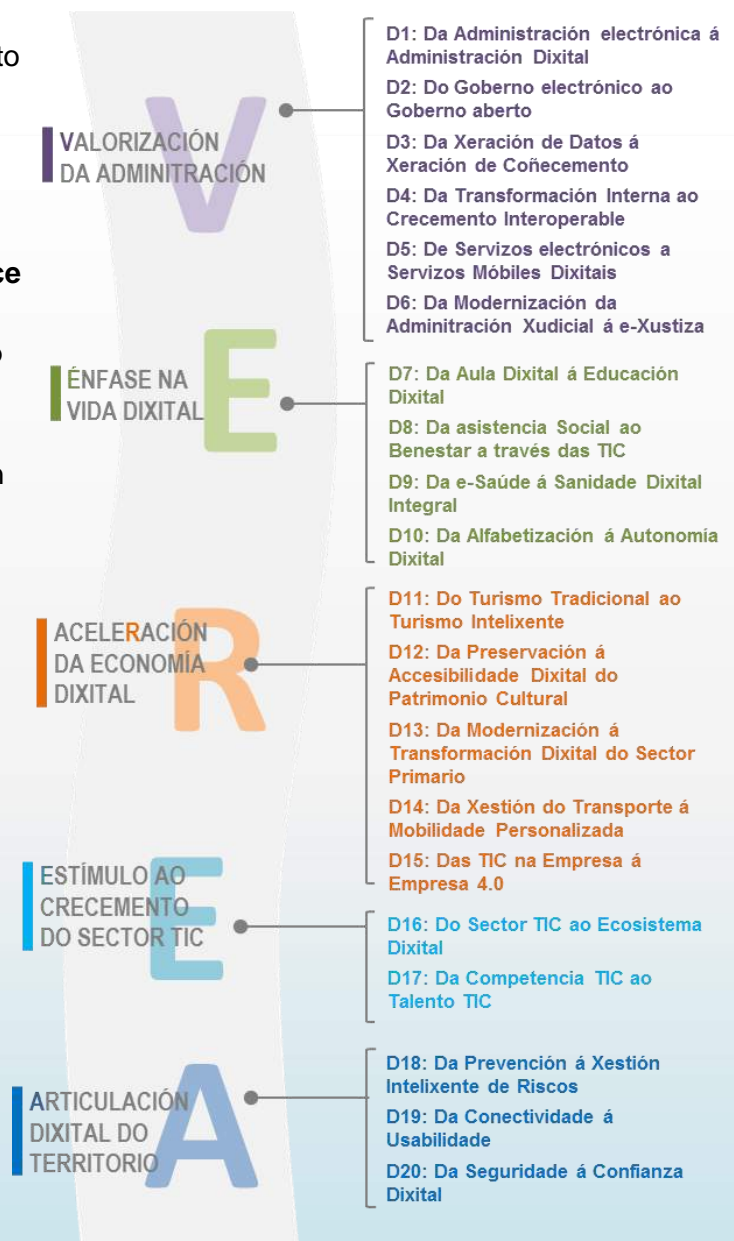 to
ce
o
n
V
VALORIZACIÓN
DA ADMINITRACIÓN
D1: Da Administración electrónica á
Administración Dixital
D2: Do Goberno electrónico ao
Goberno aberto
D3: Da Xeración de Datos á
Xeración de Coñecemento
D4: Da Transformación Interna ao
Crecemento Interoperable
D5: De Servizos electrónicos a
Servizos Móbiles Dixitais
D6: Da Modernización da
Adminitración Xudicial á e-Xustiza
E
ÉNFASE NA
VIDA DIXITAL
D7: Da Aula Dixital á Educación
Dixital
D8: Da asistencia Social ao
Benestar a través das TIC
D9: Da e-Saúde á Sanidade Dixital
Integral
D10: Da Alfabetización á Autonomía
Dixital
R
ACELERACIÓN
DA ECONOMÍA
DIXITAL
D11: Do Turismo Tradicional ao
Turismo Intelixente
D12: Da Preservación á
Accesibilidade Dixital do
Patrimonio Cultural
D13: Da Modernización á
Transformación Dixital do Sector
Primario
D14: Da Xestión do Transporte á
Mobilidade Personalizada
D15: Das TIC na Empresa á
Empresa 4.0
E
ESTÍMULO AO
CRECEMENTO
DO SECTOR TIC
D16: Do Sector TIC ao Ecosistema
Dixital
D17: Da Competencia TIC ao
Talento TIC
A
ARTICULACIÓN
DIXITAL DO
TERRITORIO
D18: Da Prevención á Xestión
Intelixente de Riscos
D19: Da Conectividade á
Usabilidade
D20: Da Seguridade á Confianza
Dixital